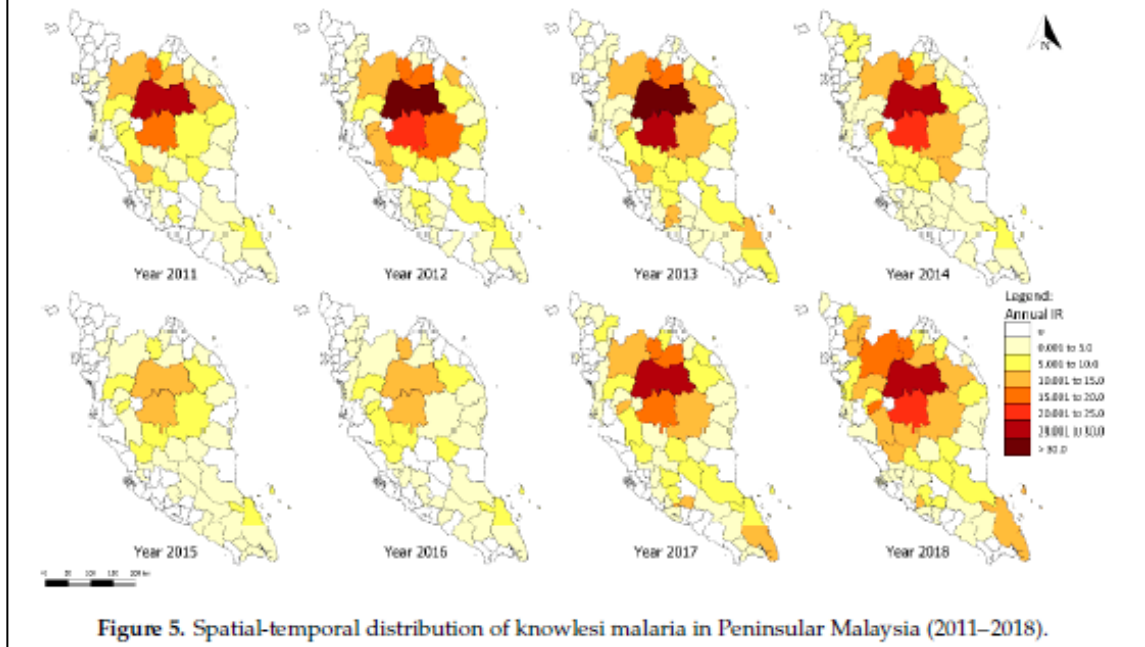 N
Year 2011
Year 2012
Year 2013
Year 2014
Legend:
Annual IR
0
0.001 to 5.0
5.001 to 10.0
10.001 to 15.0
15.001 to 20.0
20.001 to 25.0
to 30.0
> 30.0
Year 2015
Year 2016
Year 2017
Year 2018
Figure 5. Spatial-temporal distribution of knowlesi malaria in Peninsular Malaysia (2011–2018).